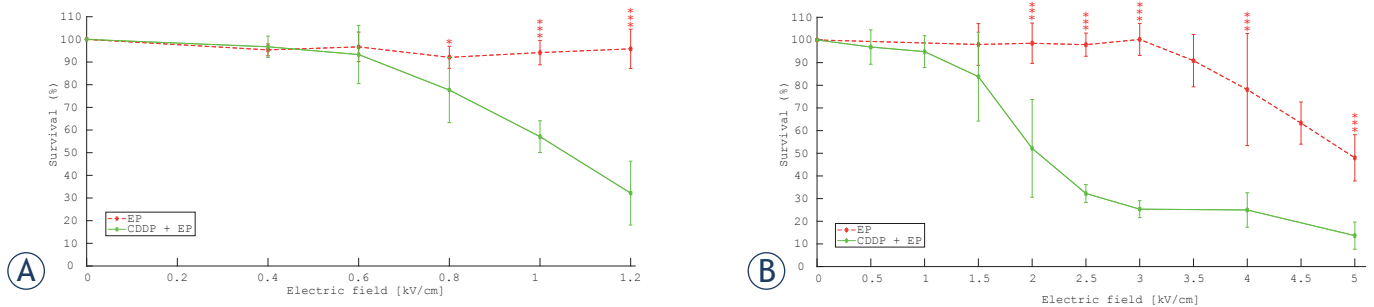 110
100
90
80
70
60
50
40
30
20
10
0
Survival (%)
* *** ***
EP
CDDP + EP
0 0.2 0.4 0.6 0.8 1 1.2
Electric field [kV/cm]
A
110
100
90
80
70
60
50
40
30
20
10
0
Survival (%)
*** *** *** *** ***
EP
CDDP + EP
0 0.5 1 1.5 2 2.5 3 3.5 4 4.5 5
Electric field [kV/cm]
B